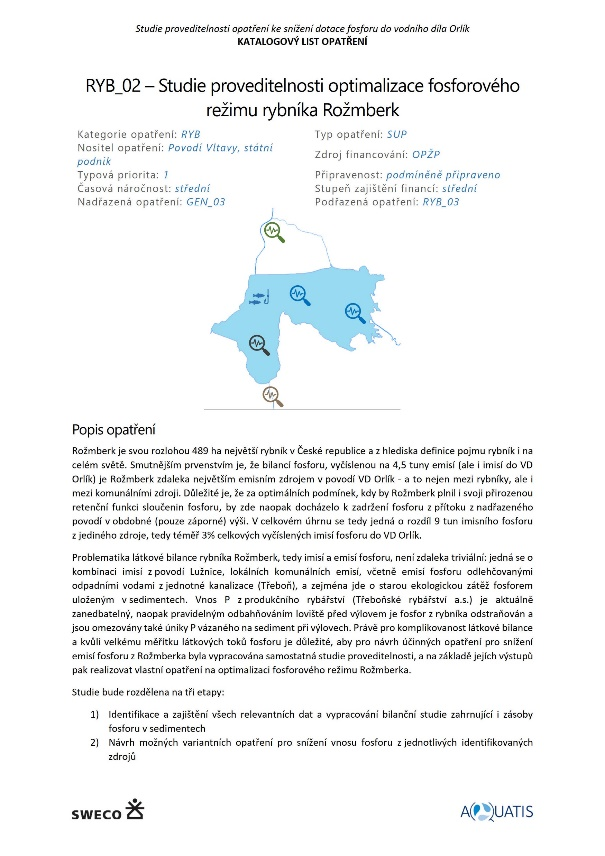 Studie proveditelnosti opatření ke snížení dotace fosforu do vodního díla Orlík
KATALOGOVÝ LIST OPATŘENÍ
RYB_02 – Studie proveditelnosti optimalizace fosforového
režimu rybníka Rožmberk
Kategorie opatření: RYB
Nositel opatření: Povodí Vltavy, státní
podnik
Typová priorita: 1
Časová náročnost: střední
Nadřazená opatření: GEN_03
Typ opatření: SUP
Zdroj financování: OPŽP
Připravenost: podmíněně připraveno
Stupeň zajištění financí: střední
Podřazená opatření: RYB_03
Popis opatření
Rožmberk je svou rozlohou 489 ha největší rybník v České republice a z hlediska definice pojmu rybník i na
celém světě. Smutnějším prvenstvím je, že bilancí fosforu, vyčíslenou na 4,5 tuny emisí (ale i imisí do VD
Orlík) je Rožmberk zdaleka největším emisním zdrojem v povodí VD Orlík - a to nejen mezi rybníky, ale i
mezi komunálními zdroji. Důležité je, že za optimálních podmínek, kdy by Rožmberk plnil i svoji přirozenou
retenční funkci sloučenin fosforu, by zde naopak docházelo k zadržení fosforu z přítoku z nadřazeného
povodí v obdobné (pouze záporné) výši. V celkovém úhrnu se tedy jedná o rozdíl 9 tun imisního fosforu
z jediného zdroje, tedy téměř 3% celkových vyčíslených imisí fosforu do VD Orlík.
Problematika látkové bilance rybníka Rožmberk, tedy imisí a emisí fosforu, není zdaleka triviální: jedná se o
kombinaci imisí z povodí Lužnice, lokálních komunálních emisí, včetně emisí fosforu odlehčovanými
odpadními vodami z jednotné kanalizace (Třeboň), a zejména jde o starou ekologickou zátěž fosforem
uloženým v sedimentech. Vnos P z produkčního rybářství (Třeboňské rybářství a.s.) je aktuálně
zanedbatelný, naopak pravidelným odbahňováním loviště před výlovem je fosfor z rybníka odstraňován a
jsou omezovány také úniky P vázaného na sediment při výlovech. Právě pro komplikovanost látkové bilance
a kvůli velkému měřítku látkových toků fosforu je důležité, aby pro návrh účinných opatření pro snížení
emisí fosforu z Rožmberka byla vypracována samostatná studie proveditelnosti, a na základě jejích výstupů
pak realizovat vlastní opatření na optimalizaci fosforového režimu Rožmberka.
Studie bude rozdělena na tři etapy:
1) Identifikace a zajištění všech relevantních dat a vypracování bilanční studie zahrnující i zásoby
fosforu v sedimentech
2) Návrh možných variantních opatření pro snížení vnosu fosforu z jednotlivých identifikovaných
zdrojů
SWECO
AQUATIS